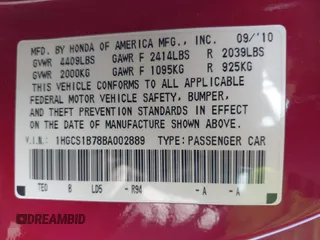 MFD. BY HONDA OF AMERICA MFG., INC. 09/'10
GVWR 4409LBS GAWR F 2414LBS R 2039LBS
GVWR 2000KG GAWR F 1095KG R 925KG
THIS VEHICLE CONFORMS TO ALL APPLICABLE
FEDERAL MOTOR VEHICLE SAFETY, BUMPER,
AND THEFT PREVENTION STANDARDS IN EFFECT
ON THE DATE OF MANUFACTURE SHOWN ABOVE.
V.I.N.: 1HGCS1B78BA002889 TYPE:PASSENGER CAR
TE0 B LD5 - R94 - A - A
DREAMBID